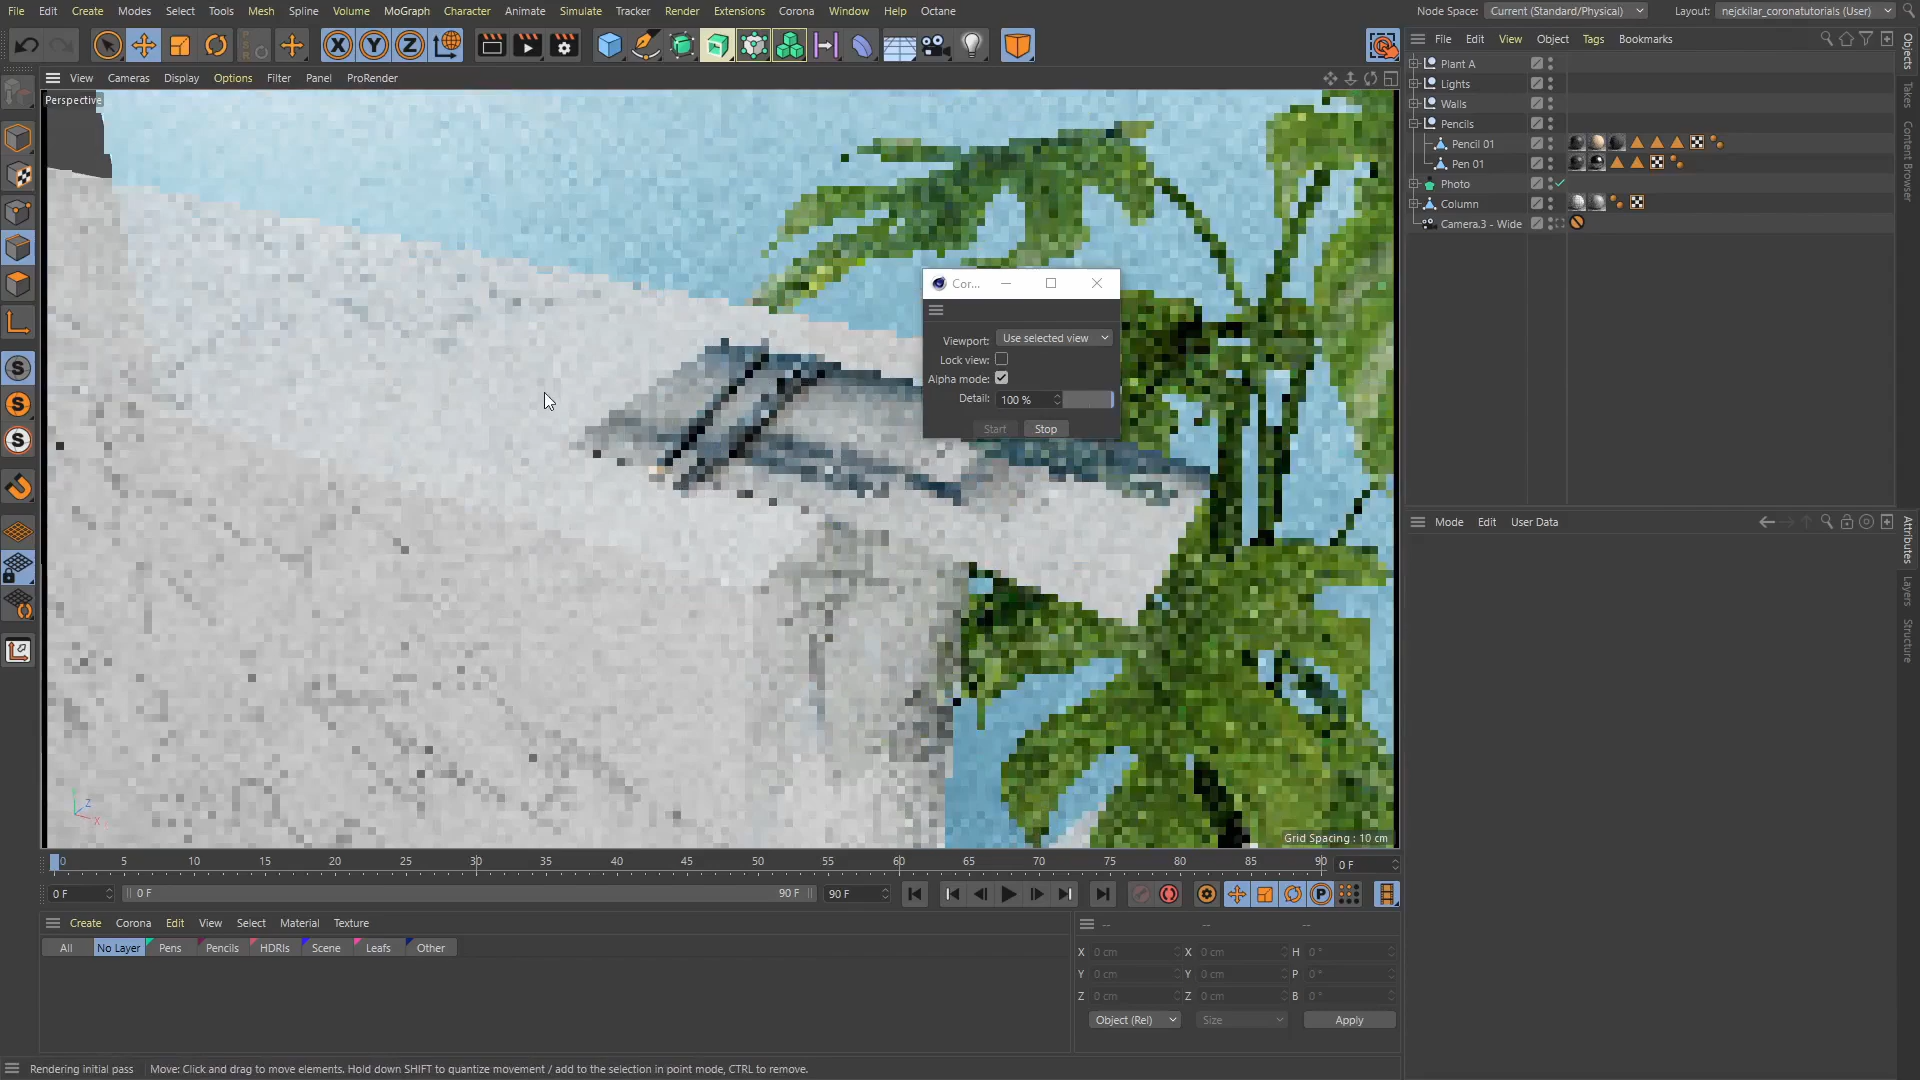 File Edit Create Modes Select Tools Mesh Spline Volume MoGraph Character Animate Simulate Tracker Render Extensions Corona Window Help Octane
Node Space: Current (Standard/Physical) Layout: nejckilar_coronatutorials (User)
X Y Z
File Edit View Object Tags Bookmarks
View Cameras Display Options Filter Panel ProRender
Perspective
Plant A
Lights
Walls
Pencils
Pencil 01
Pen 01
Photo
Column
Camera.3 - Wide
Objects
Takes
Content Browser
Cor...
Viewport: Use selected view
Lock view:
Alpha mode:
Detail: 100 %
Start Stop
S
S
S
Mode Edit User Data
Attributes
Layers
Structure
Z
X
Grid Spacing : 10 cm
0 5 10 15 20 25 30 35 40 45 50 55 60 65 70 75 80 85 90 0 F
0 F 0 F 90 F 90 F P
Create Corona Edit View Select Material Texture
All No Layer Pens Pencils HDRIs Scene Leafs Other
-- -- --
X 0 cm X 0 cm H 0 °
Y 0 cm Y 0 cm P 0 °
Z 0 cm Z 0 cm B 0 °
Object (Rel) Size Apply
Rendering initial pass Move: Click and drag to move elements. Hold down SHIFT to quantize movement / add to the selection in point mode, CTRL to remove.